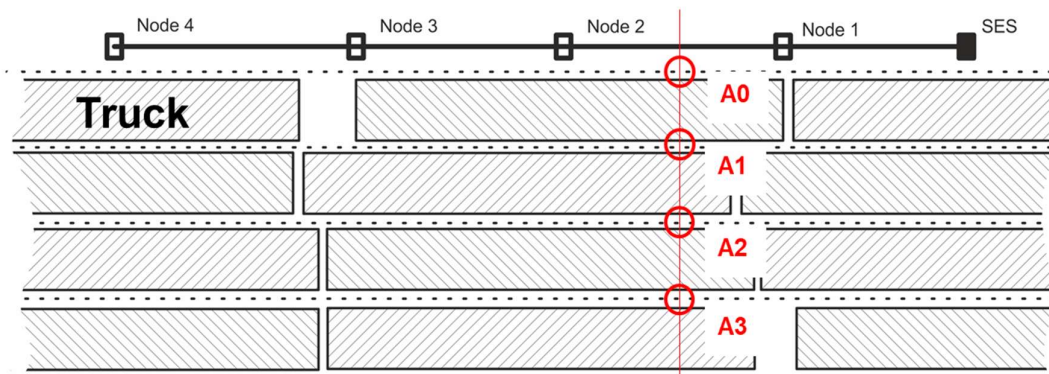 Node 4
Node 3
Node 2
Node 1
SES
Truck
A0
A1
A2
A3